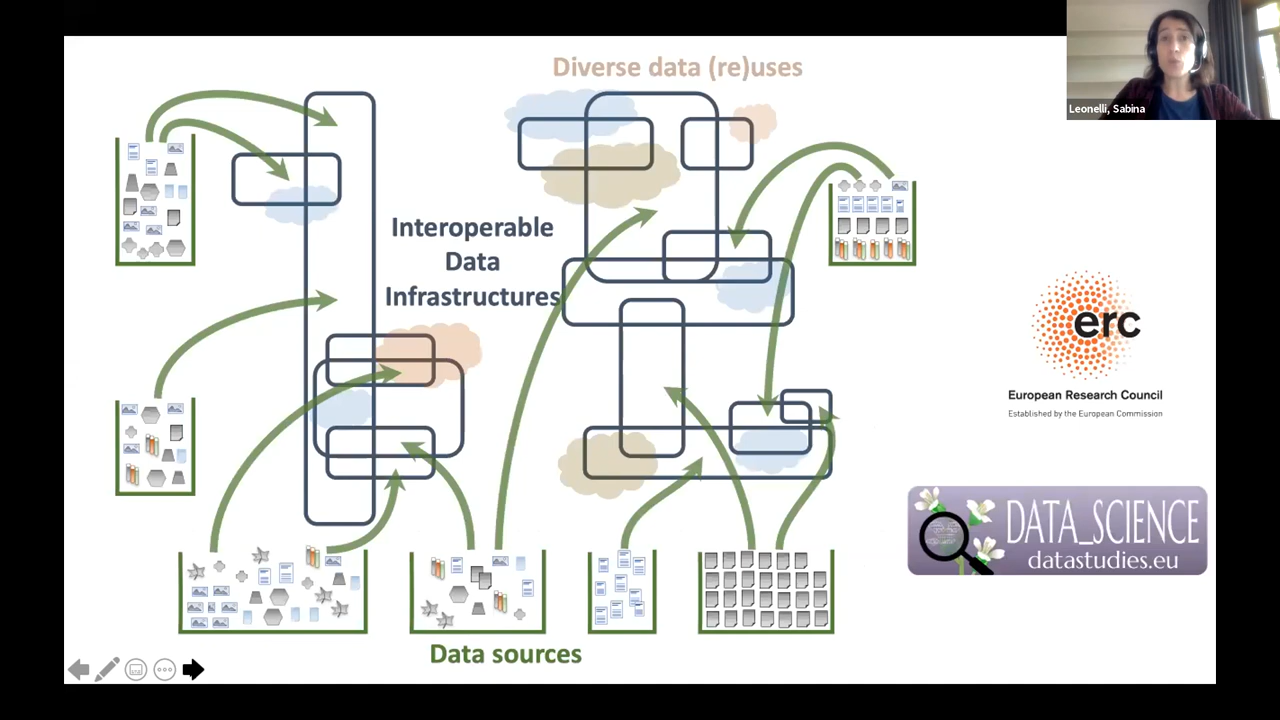 Diverse data (re)uses
Leonelli, Sabina
Interoperable
Data
Infrastructures
erc
European Research Council
Established by the European Commission
DATA_SCIENCE
datastudies.eu
Data sources